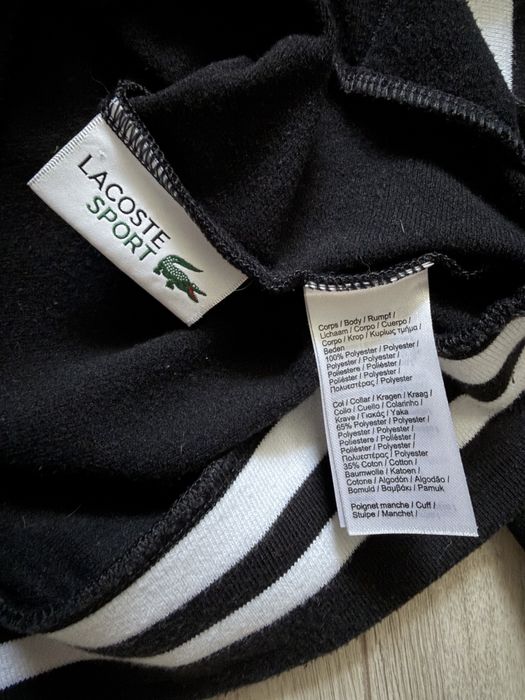 LACOSTE
SPORT
Corps / Body / Rumpf /
Lichaam / Corpo / Cuerpo /
Corpo / Krop / Κυρίως τμήμα /
Beden
100% Polyester / Polyester /
Polyester / Polyester /
Poliestere / Poliéster /
Poliéster / Polyester /
Πολυεστέρας / Polyester
Col / Collar / Kragen / Kraag /
Collo / Cuello / Colarinho /
Krave / Γιακάς / Yaka
65% Polyester / Polyester /
Polyester / Polyester /
Poliestere / Poliéster /
Poliéster / Polyester /
Πολυεστέρας / Polyester
35% Coton / Cotton /
Baumwolle / Katoen /
Cotone / Algodón / Algodão /
Bomuld / Βαμβάκι / Pamuk
Poignet manche / Cuff /
Stulpe / Manchet /